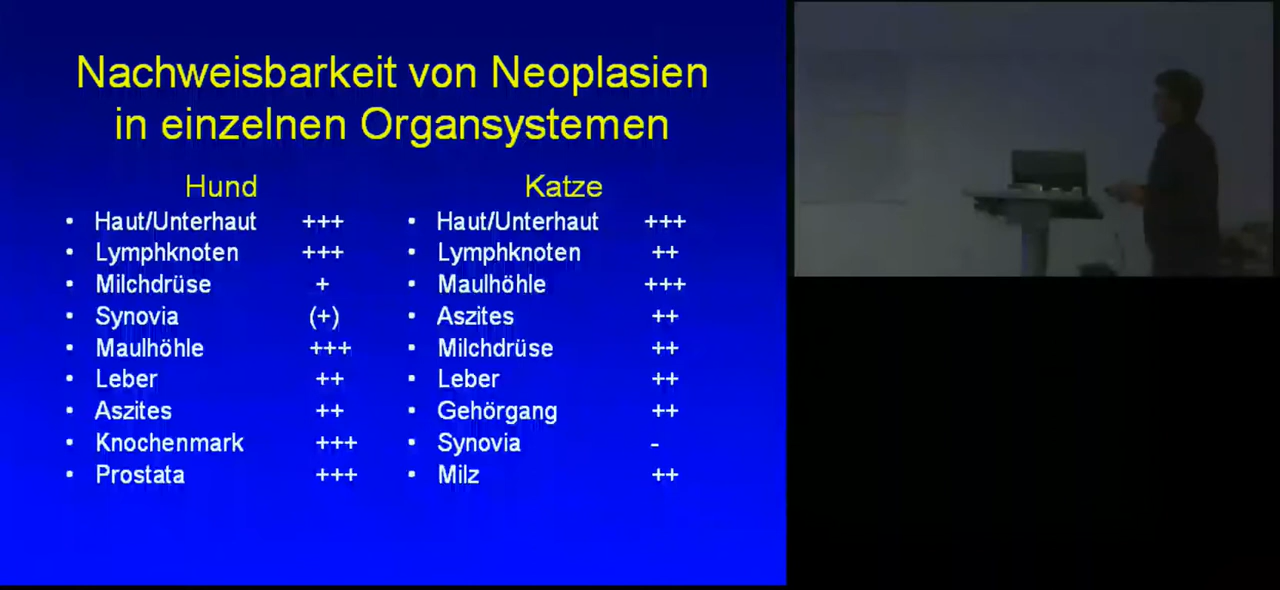 Nachweisbarkeit von Neoplasien
in einzelnen Organsystemen
Hund
• Haut/Unterhaut +++
• Lymphknoten +++
• Milchdrüse +
• Synovia (+)
• Maulhöhle +++
• Leber ++
• Aszites ++
• Knochenmark +++
• Prostata +++
Katze
• Haut/Unterhaut +++
• Lymphknoten ++
• Maulhöhle +++
• Aszites ++
• Milchdrüse ++
• Leber ++
• Gehörgang ++
• Synovia -
• Milz ++